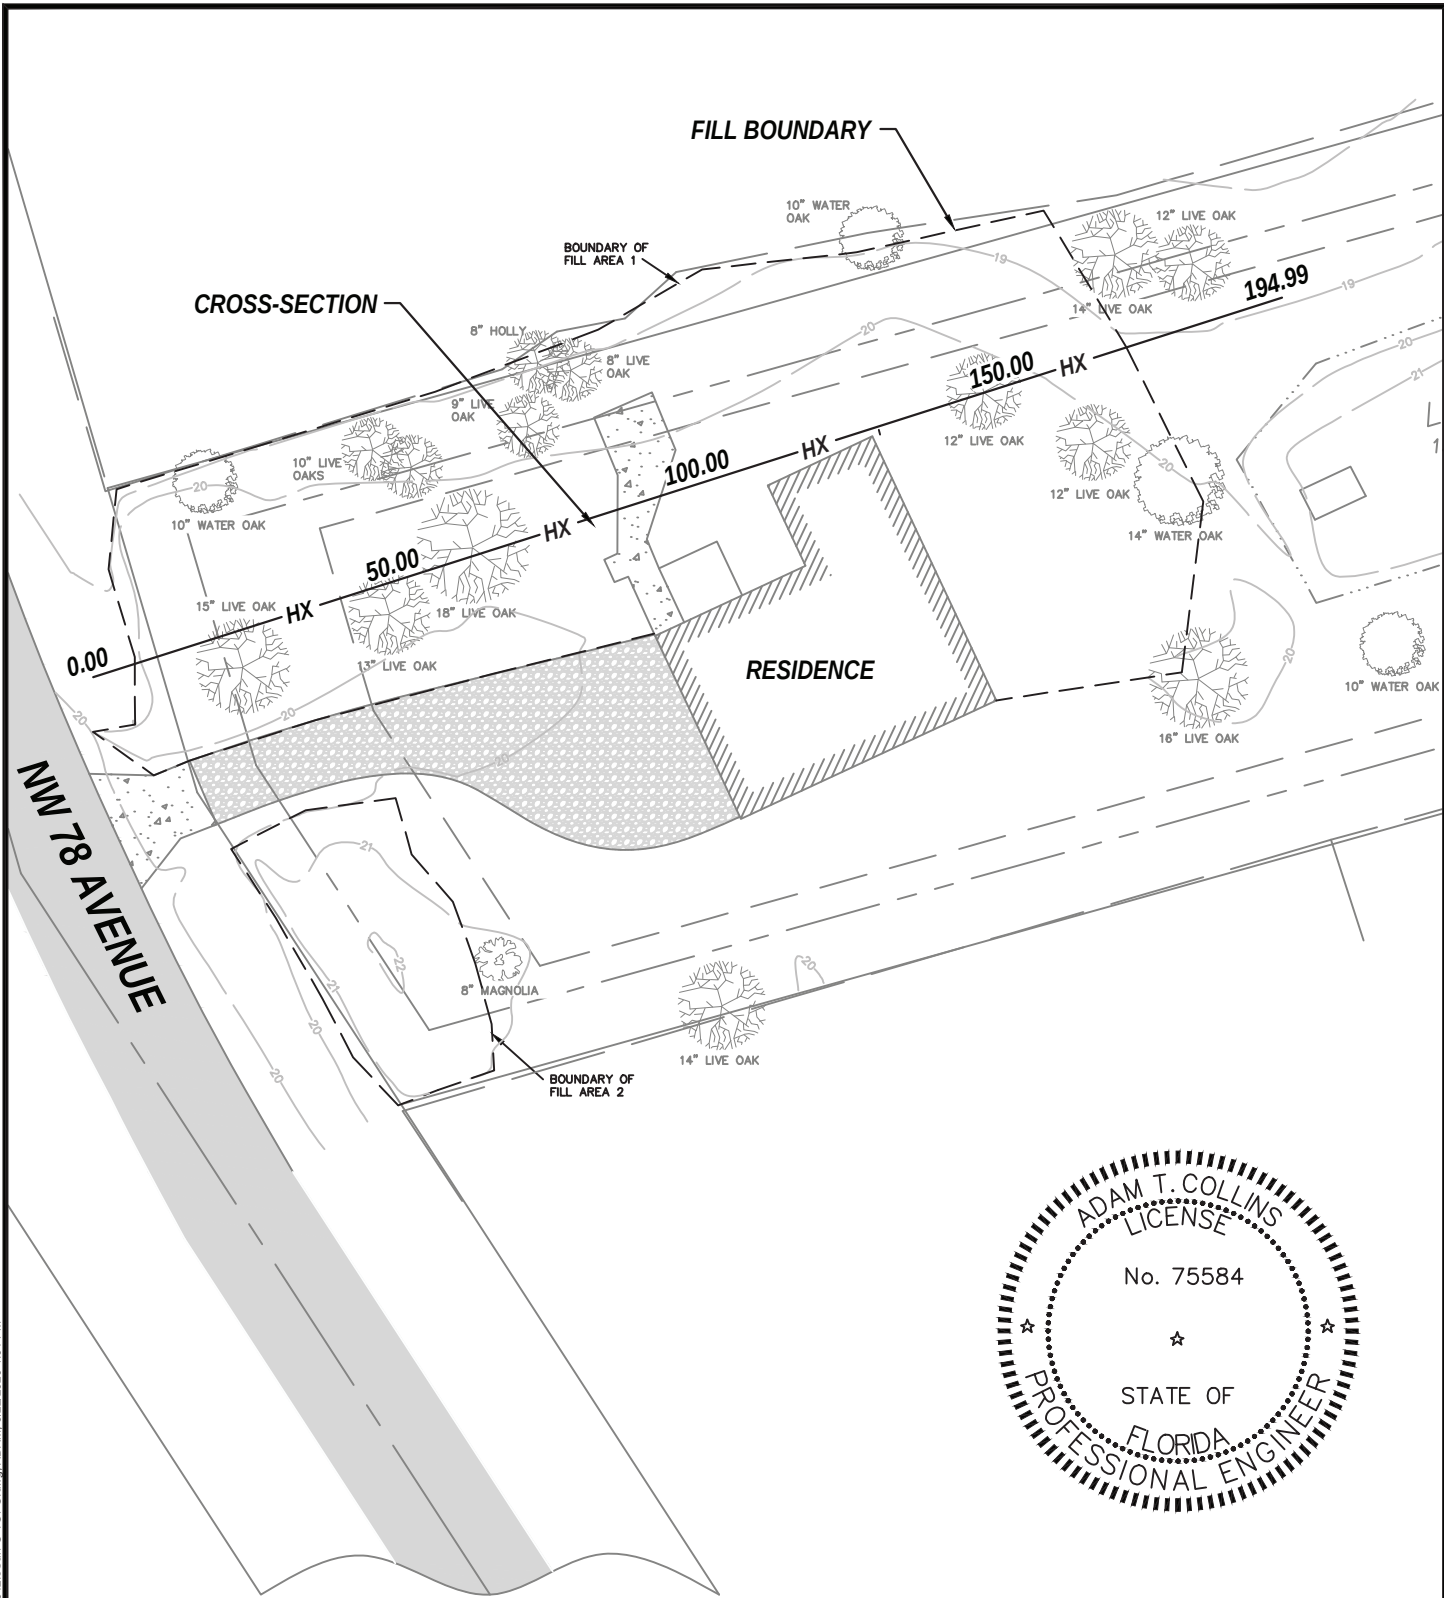 FILL BOUNDARY
10" WATER
OAK
12" LIVE OAK
BOUNDARY OF
FILL AREA 1
19
194.99
19
CROSS-SECTION
14" LIVE OAK
8" HOLLY
20
20
8" LIVE
OAK
150.00
HX
21
9" LIVE
OAK
12" LIVE OAK
1
HX
10" LIVE
OAKS
100.00
20
20
12" LIVE OAK
10" WATER OAK
HX
14" WATER OAK
50.00
15" LIVE OAK
HX
18" LIVE OAK
0.00
13" LIVE OAK
RESIDENCE
20
10" WATER OAK
20
20
16" LIVE OAK
20
NW 78 AVENUE
21
22
20
8" MAGNOLIA
21
20
14" LIVE OAK
20
BOUNDARY OF
FILL AREA 2
ADAM T. COLLINS
LICENSE
No. 75584
STATE OF
FLORIDA
PROFESSIONAL ENGINEER